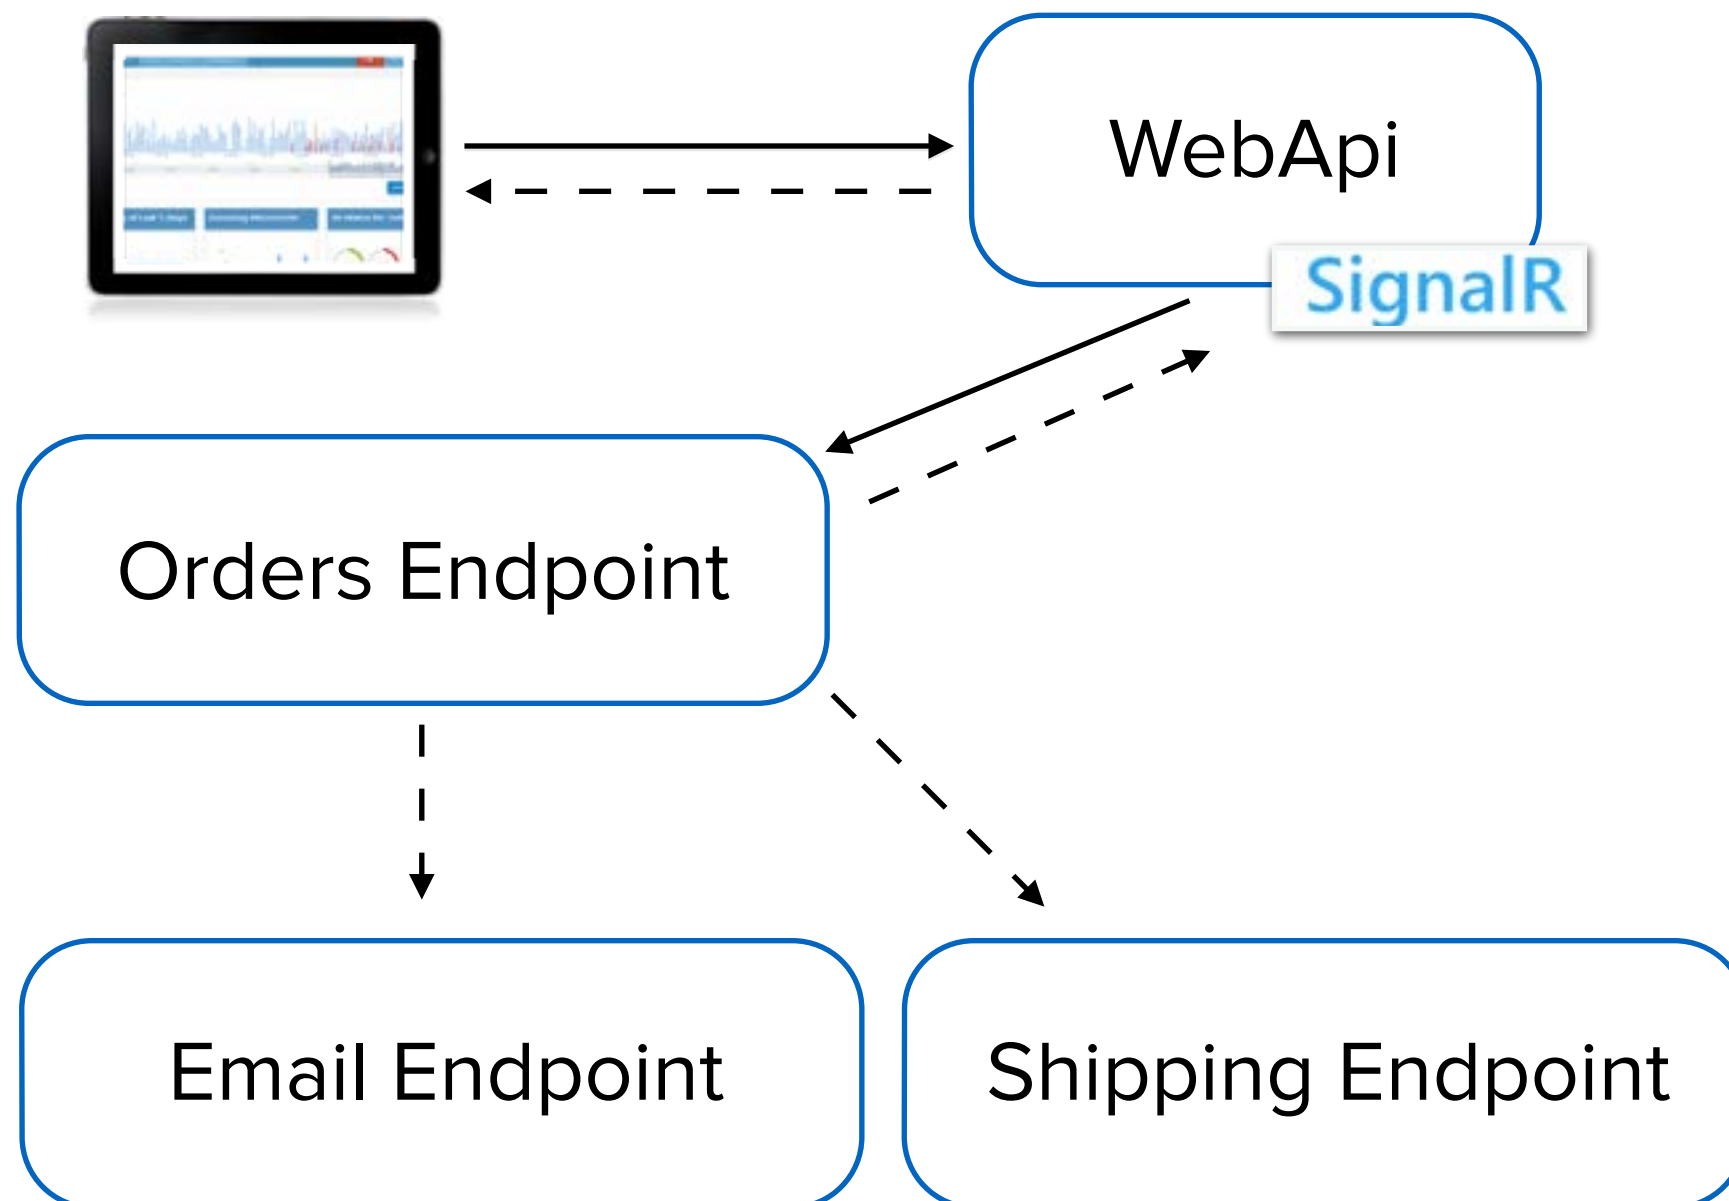 WebApi
SignalR
Orders Endpoint
Email Endpoint
Shipping Endpoint